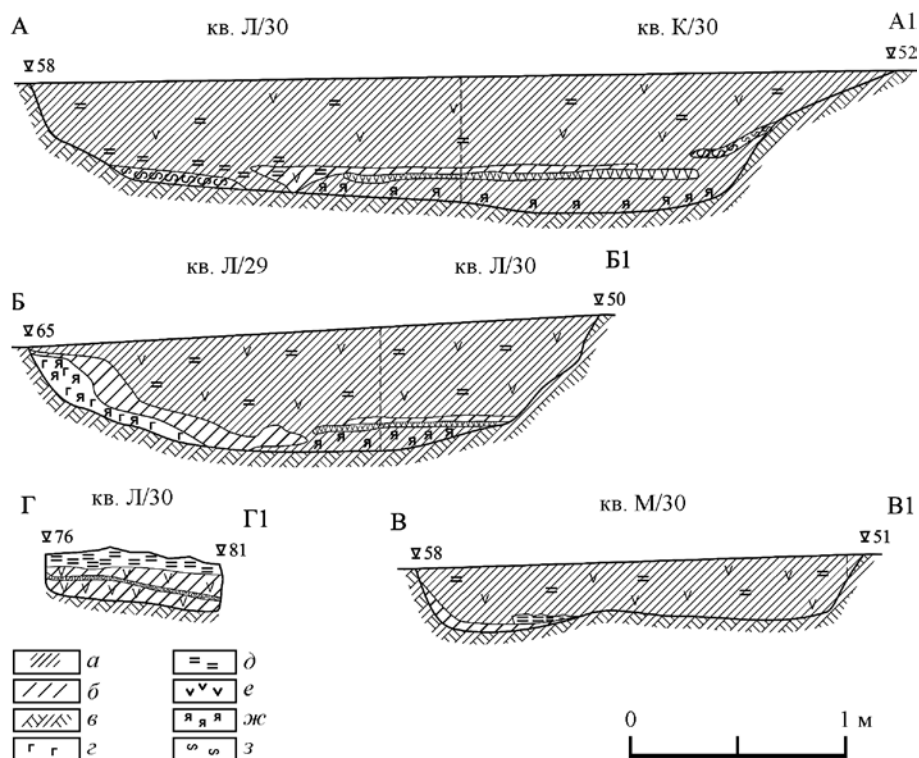 А кв. Л/30 кв. К/30 А1
58 52
кв. Л/29 кв. Л/30 Б1
Б 50
65
Г кв. Л/30 Г1 В кв. М/30 В1
76 81 58 51
а д
б е
в ж
г з
0 1 м